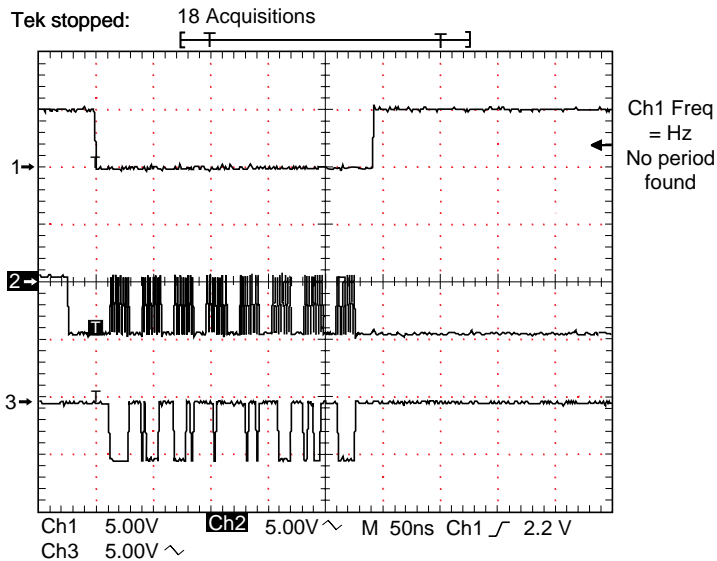 Tek stopped:
18 Acquisitions
T
T
Ch1 Freq
= Hz
No period
found
1
T
2
T
T
3
Ch1 5.00V Ch2 5.00V M 50ns Ch1 2.2 V
Ch3 5.00V